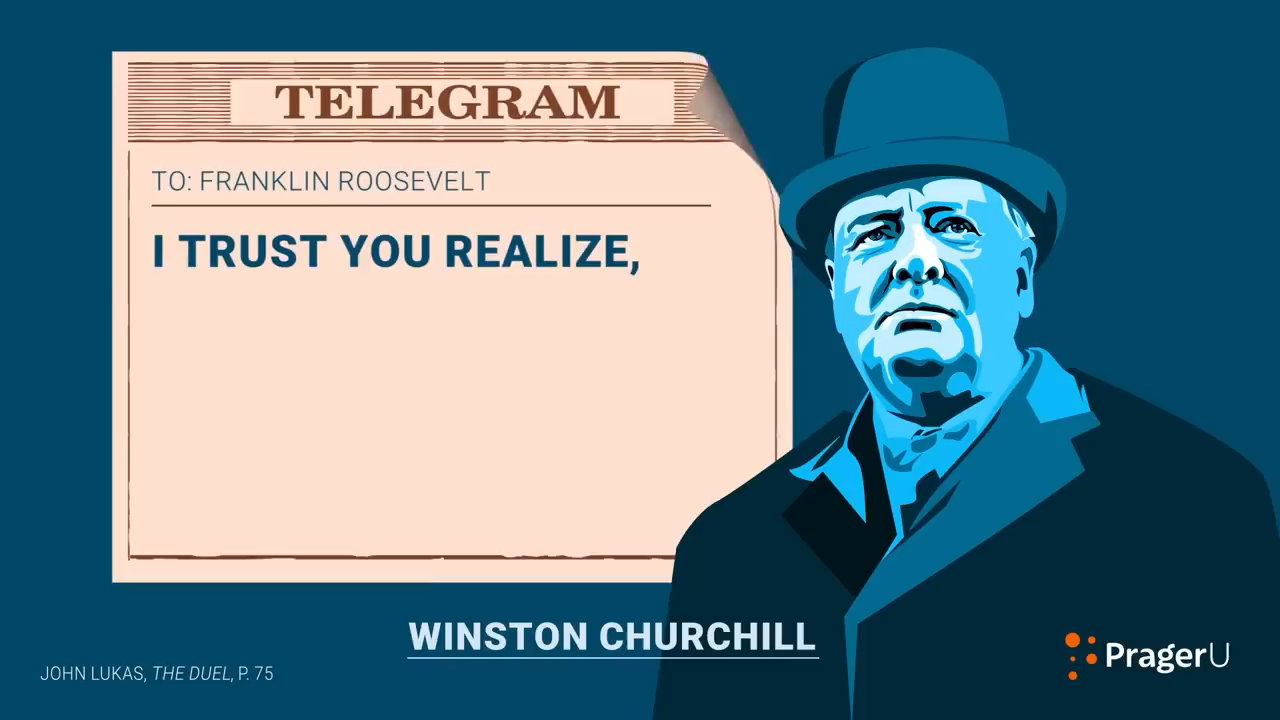 TELEGRAM
TO: FRANKLIN ROOSEVELT
I TRUST YOU REALIZE,
WINSTON CHURCHILL
JOHN LUKAS, THE DUEL, P. 75
PragerU